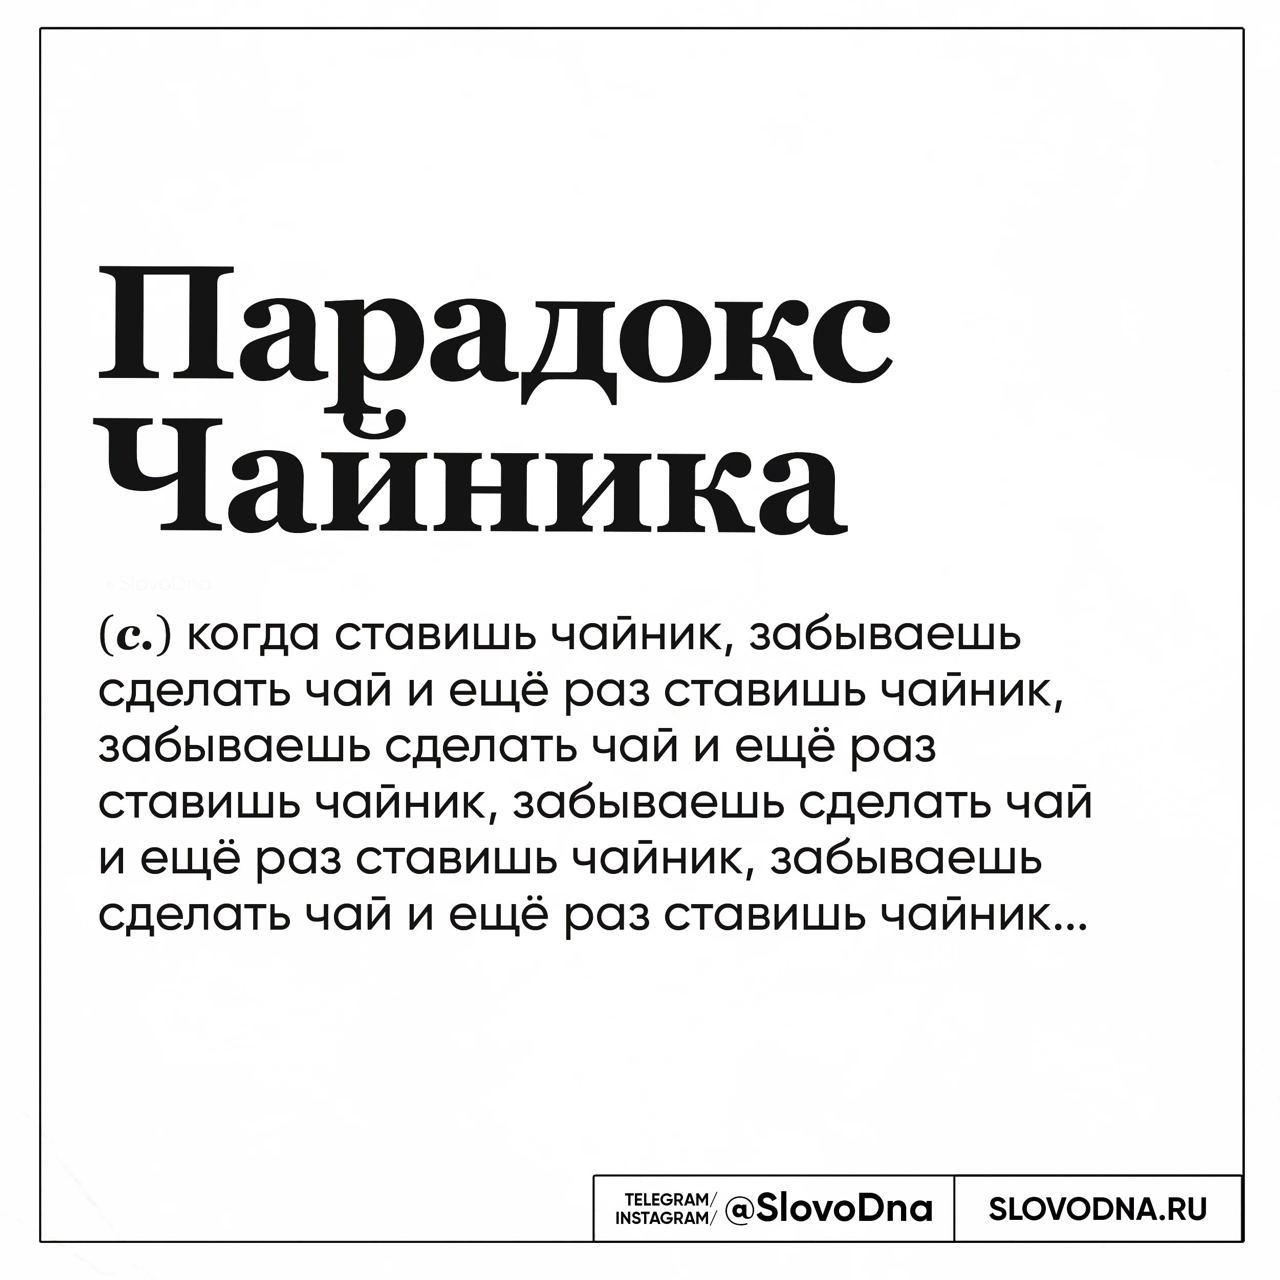 Парадокс
Чайника
@SlovoDna
(с.) когда ставишь чайник, забываешь
сделать чай и ещё раз ставишь чайник,
забываешь сделать чай и ещё раз
ставишь чайник, забываешь сделать чай
и ещё раз ставишь чайник, забываешь
сделать чай и ещё раз ставишь чайник...
TELEGRAM/
INSTAGRAM/
@SlovoDna
SLOVODNA.RU